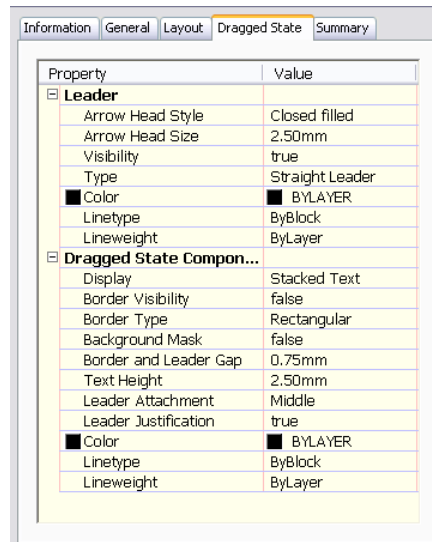 Information General Layout Dragged State Summary
Property Value
Leader
Arrow Head Style Closed filled
Arrow Head Size 2.50mm
Visibility true
Type Straight Leader
Color BYLAYER
Linetype ByBlock
Lineweight ByLayer
Dragged State Compon...
Display Stacked Text
Border Visibility false
Border Type Rectangular
Background Mask false
Border and Leader Gap 0.75mm
Text Height 2.50mm
Leader Attachment Middle
Leader Justification true
Color BYLAYER
Linetype ByBlock
Lineweight ByLayer